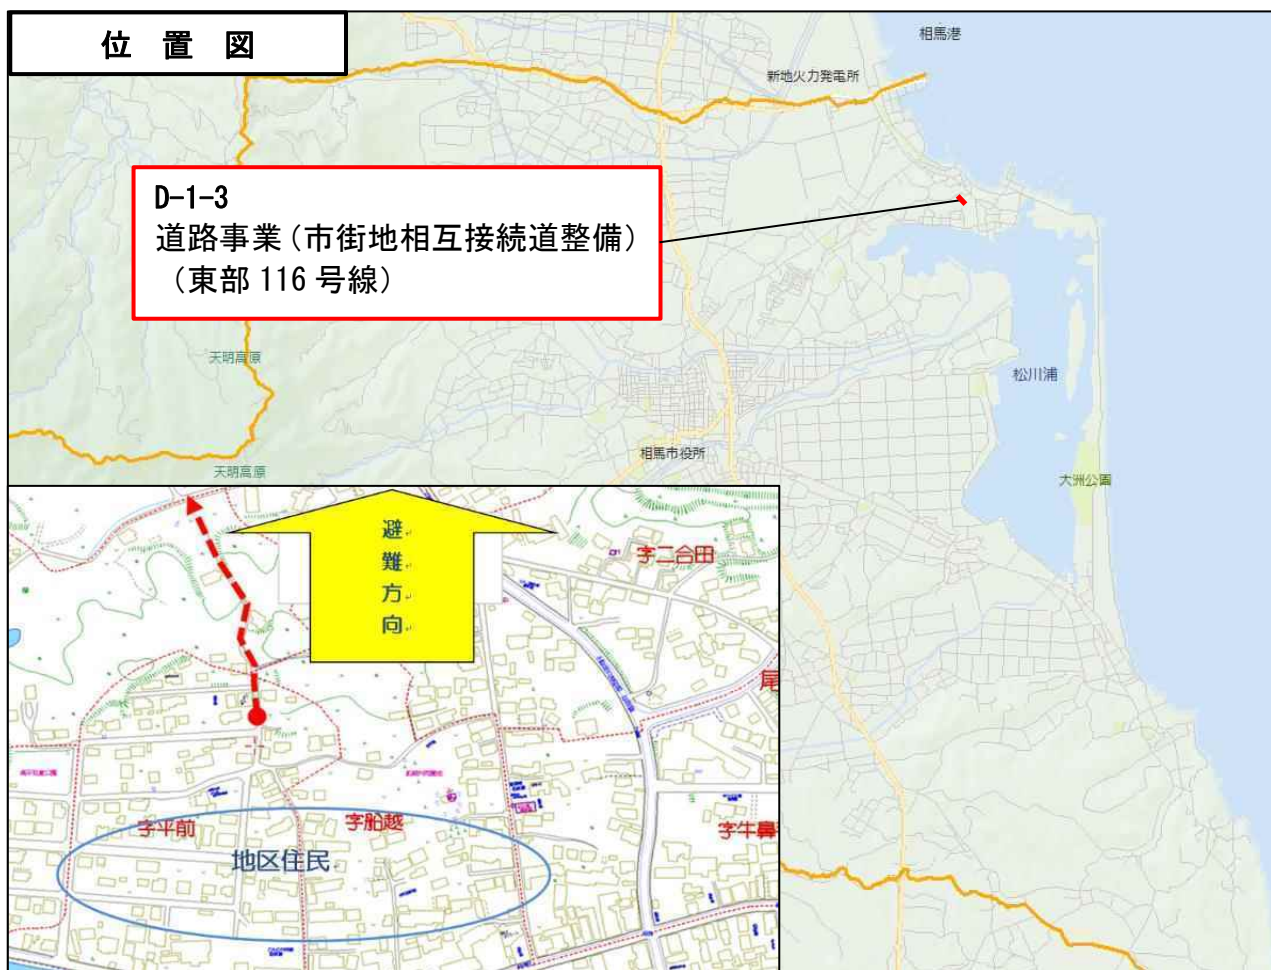 位 置 図
相馬港
新地火力発電所
D-1-3
道路事業(市街地相互接続道整備)
(東部 116 号線)
天明高原
松川浦
相馬市役所
天明高原
大洲公園
避
難
方
向
字二合田
尾
字平前
字船越
字牛鼻
地区住民